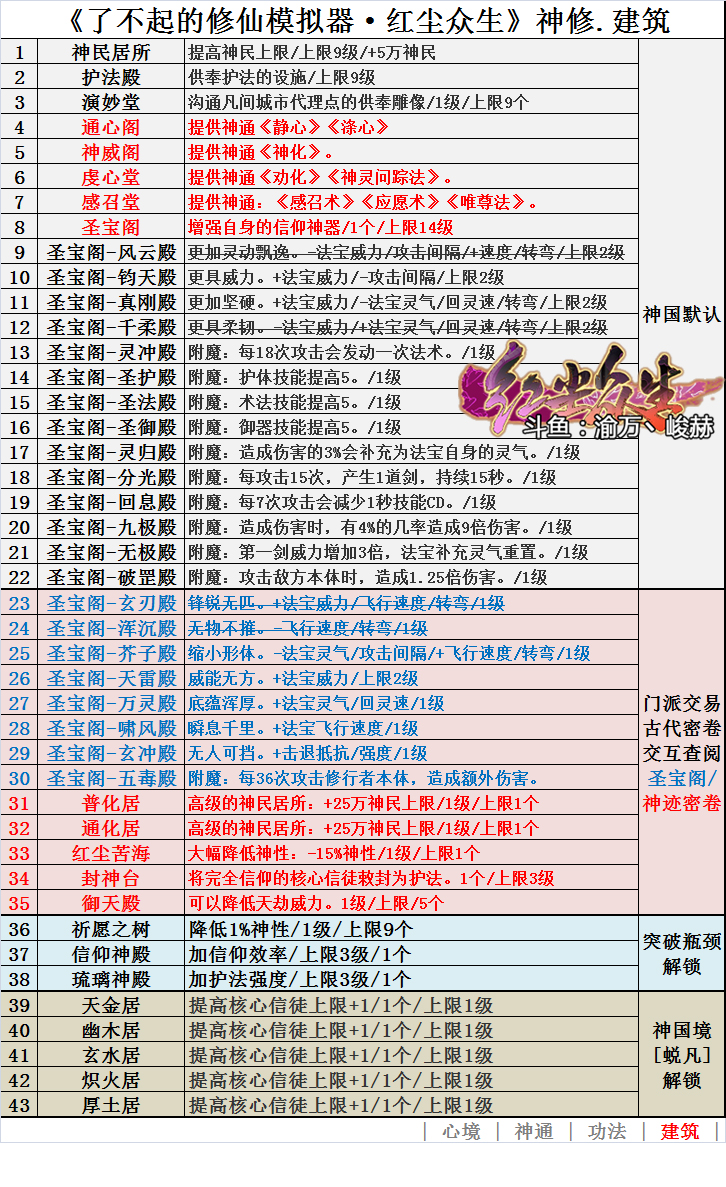 《了不起的修仙模拟器·红尘众生》神修.建筑
1 神民居所 提高神民上限/上限9级/+5万神民
2 护法殿 供奉护法的设施/上限9级
3 演妙堂 沟通凡间城市代理点的供奉雕像/1级/上限9个
4 通心阁 提供神通《静心》《涤心》
5 神威阁 提供神通《神化》。
6 虔心堂 提供神通《劝化》《神灵问踪法》。
7 感召堂 提供神通：《感召术》《应愿术》《唯尊法》。
8 圣宝阁 增强自身的信仰神器/1个/上限14级
9 圣宝阁-风云殿 更加灵动飘逸。-法宝威力/攻击间隔/+速度/转弯/上限2级
10 圣宝阁-钧天殿 更具威力。+法宝威力/-攻击间隔/上限2级
11 圣宝阁-真刚殿 更加坚硬。+法宝威力/-法宝灵气/回灵速/转弯/上限2级
12 圣宝阁-千柔殿 更具柔韧。-法宝威力/+法宝灵气/回灵速/转弯/上限2级
神国默认
13 圣宝阁-灵冲殿 附魔：每18次攻击会发动一次法术。/1级
14 圣宝阁-圣护殿 附魔：护体技能提高5。/1级
15 圣宝阁-圣法殿 附魔：术法技能提高5。/1级
16 圣宝阁-圣御殿 附魔：御器技能提高5。/1级
红尘众生
斗鱼：渝万丶峻赫
17 圣宝阁-灵归殿 附魔：造成伤害的3%会补充为法宝自身的灵气。/1级
18 圣宝阁-分光殿 附魔：每攻击15次，产生1道剑，持续15秒。/1级
19 圣宝阁-回息殿 附魔：每7次攻击会减少1秒技能CD。/1级
20 圣宝阁-九极殿 附魔：造成伤害时，有4%的几率造成9倍伤害。/1级
21 圣宝阁-无极殿 附魔：第一剑威力增加3倍，法宝补充灵气重置。/1级
22 圣宝阁-破罡殿 附魔：攻击敌方本体时，造成1.25倍伤害。/1级
23 圣宝阁-玄刃殿 锋锐无匹。+法宝威力/飞行速度/转弯/1级
24 圣宝阁-浑沉殿 无物不摧。-飞行速度/转弯/1级
25 圣宝阁-芥子殿 缩小形体。-法宝灵气/攻击间隔/+飞行速度/转弯/1级
26 圣宝阁-天雷殿 威能无方。+法宝威力/上限2级
27 圣宝阁-万灵殿 底蕴浑厚。+法宝灵气/回灵速/1级
28 圣宝阁-啸风殿 瞬息千里。+法宝飞行速度/1级
29 圣宝阁-玄冲殿 无人可挡。+击退抵抗/强度/1级
30 圣宝阁-五毒殿 附魔：每36次攻击修行者本体，造成额外伤害。
31 普化居 高级的神民居所：+25万神民上限/1级/上限1个
32 通化居 高级的神民居所：+25万神民上限/1级/上限1个
33 红尘苦海 大幅降低神性：-15%神性/1级/上限1个
34 封神台 将完全信仰的核心信徒敕封为护法。1个/上限3级
35 御天殿 可以降低天劫威力。1级/上限/5个
门派交易
古代密卷
交互查阅
圣宝阁/
神迹密卷
36 祈愿之树 降低1%神性/1级/上限9个
37 信仰神殿 加信仰效率/上限3级/1个
38 琉璃神殿 加护法强度/上限3级/1个
突破瓶颈
解锁
39 天金居 提高核心信徒上限+1/1个/上限1级
40 幽木居 提高核心信徒上限+1/1个/上限1级
41 玄水居 提高核心信徒上限+1/1个/上限1级
42 炽火居 提高核心信徒上限+1/1个/上限1级
43 厚土居 提高核心信徒上限+1/1个/上限1级
神国境
[蜕凡]
解锁
| 心境 | 神通 | 功法 | 建筑 |